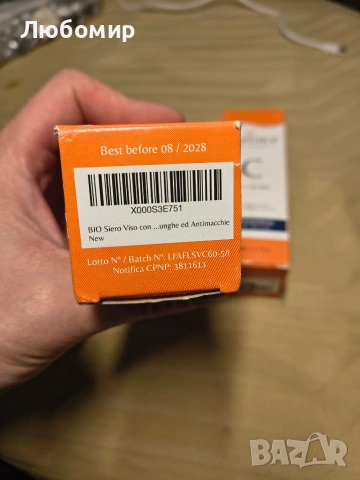 Любомир
Best before 08 / 2028
X000S3E751
BIO Siero Viso con ...unghe ed Antimacchie
New
Lotto N° / Batch N°: LFAFLSVC60-5/I
Notifica CPNP: 3811613
C
bazar